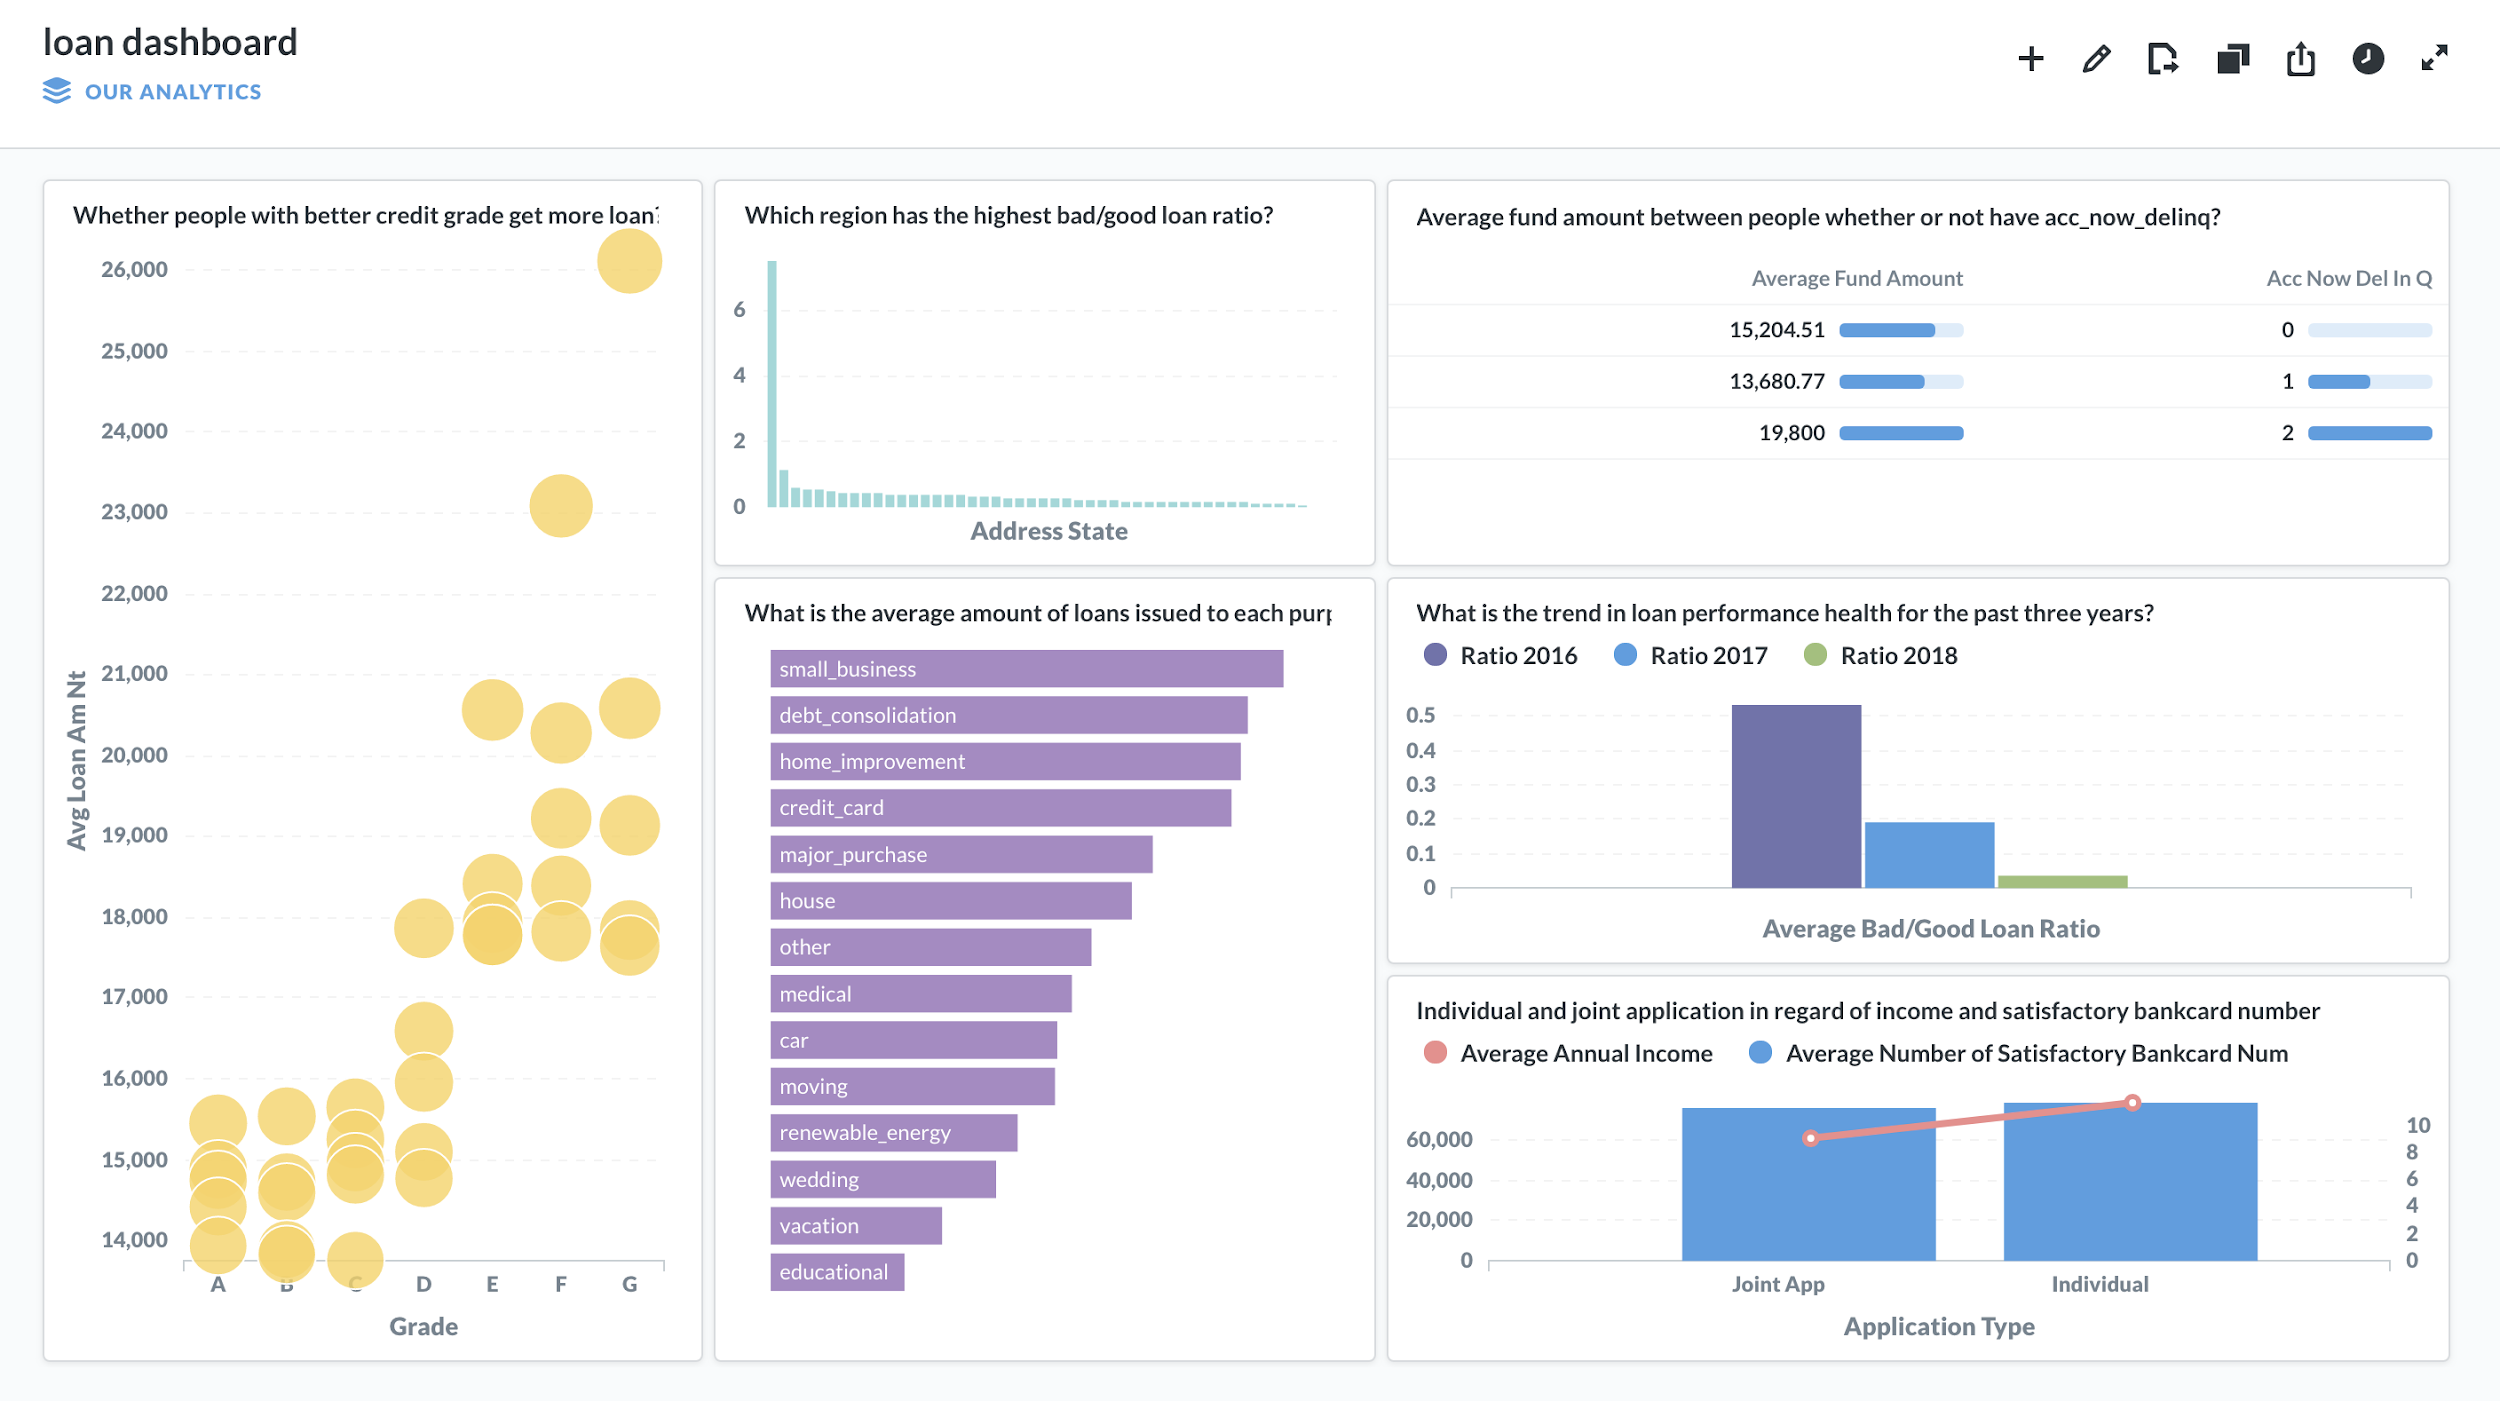 loan dashboard
OUR ANALYTICS
Whether people with better credit grade get more loan?
26,000
25,000
24,000
23,000
22,000
21,000
20,000
19,000
18,000
17,000
16,000
15,000
14,000
Avg Loan Am Nt
A B C D E F G
Grade
Which region has the highest bad/good loan ratio?
6
4
2
0
Address State
Average fund amount between people whether or not have acc_now_delinq?
Average Fund Amount Acc Now Del In Q
15,204.51 0
13,680.77 1
19,800 2
What is the average amount of loans issued to each purp
small_business
debt_consolidation
home_improvement
credit_card
major_purchase
house
other
medical
car
moving
renewable_energy
wedding
vacation
educational
What is the trend in loan performance health for the past three years?
Ratio 2016 Ratio 2017 Ratio 2018
0.5
0.4
0.3
0.2
0.1
0
Average Bad/Good Loan Ratio
Individual and joint application in regard of income and satisfactory bankcard number
Average Annual Income Average Number of Satisfactory Bankcard Num
60,000
40,000
20,000
0
10
8
6
4
2
0
Joint App Individual
Application Type